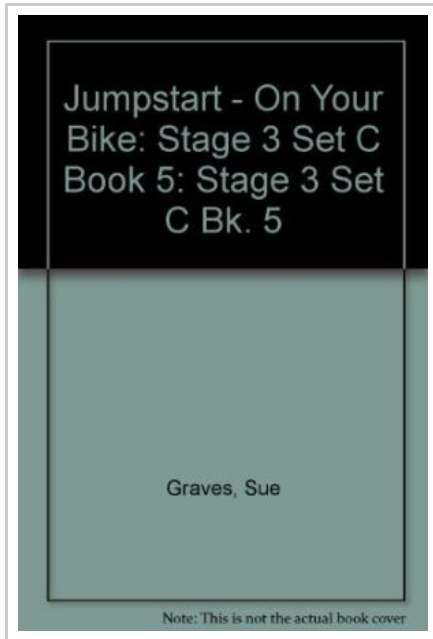 Jumpstart - On Your
Bike: Stage 3 Set C
Book 5: Stage 3 Set
C Bk. 5
Graves, Sue
Note: This is not the actual book cover